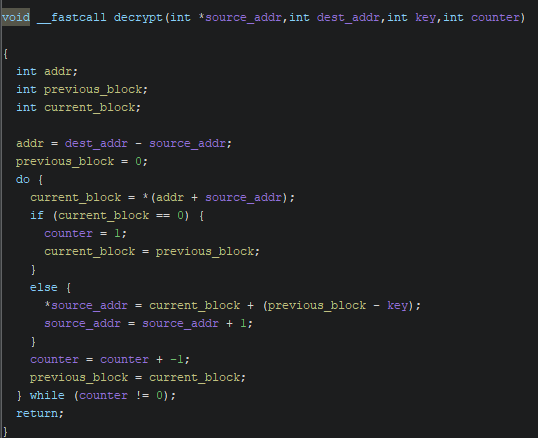 void __fastcall decrypt(int *source_addr,int dest_addr,int key,int counter)
{
int addr;
int previous_block;
int current_block;
addr = dest_addr - source_addr;
previous_block = 0;
do {
current_block = *(addr + source_addr);
if (current_block == 0) {
counter = 1;
current_block = previous_block;
}
else {
*source_addr = current_block + (previous_block - key);
source_addr = source_addr + 1;
}
counter = counter + -1;
previous_block = current_block;
} while (counter != 0);
return;
}